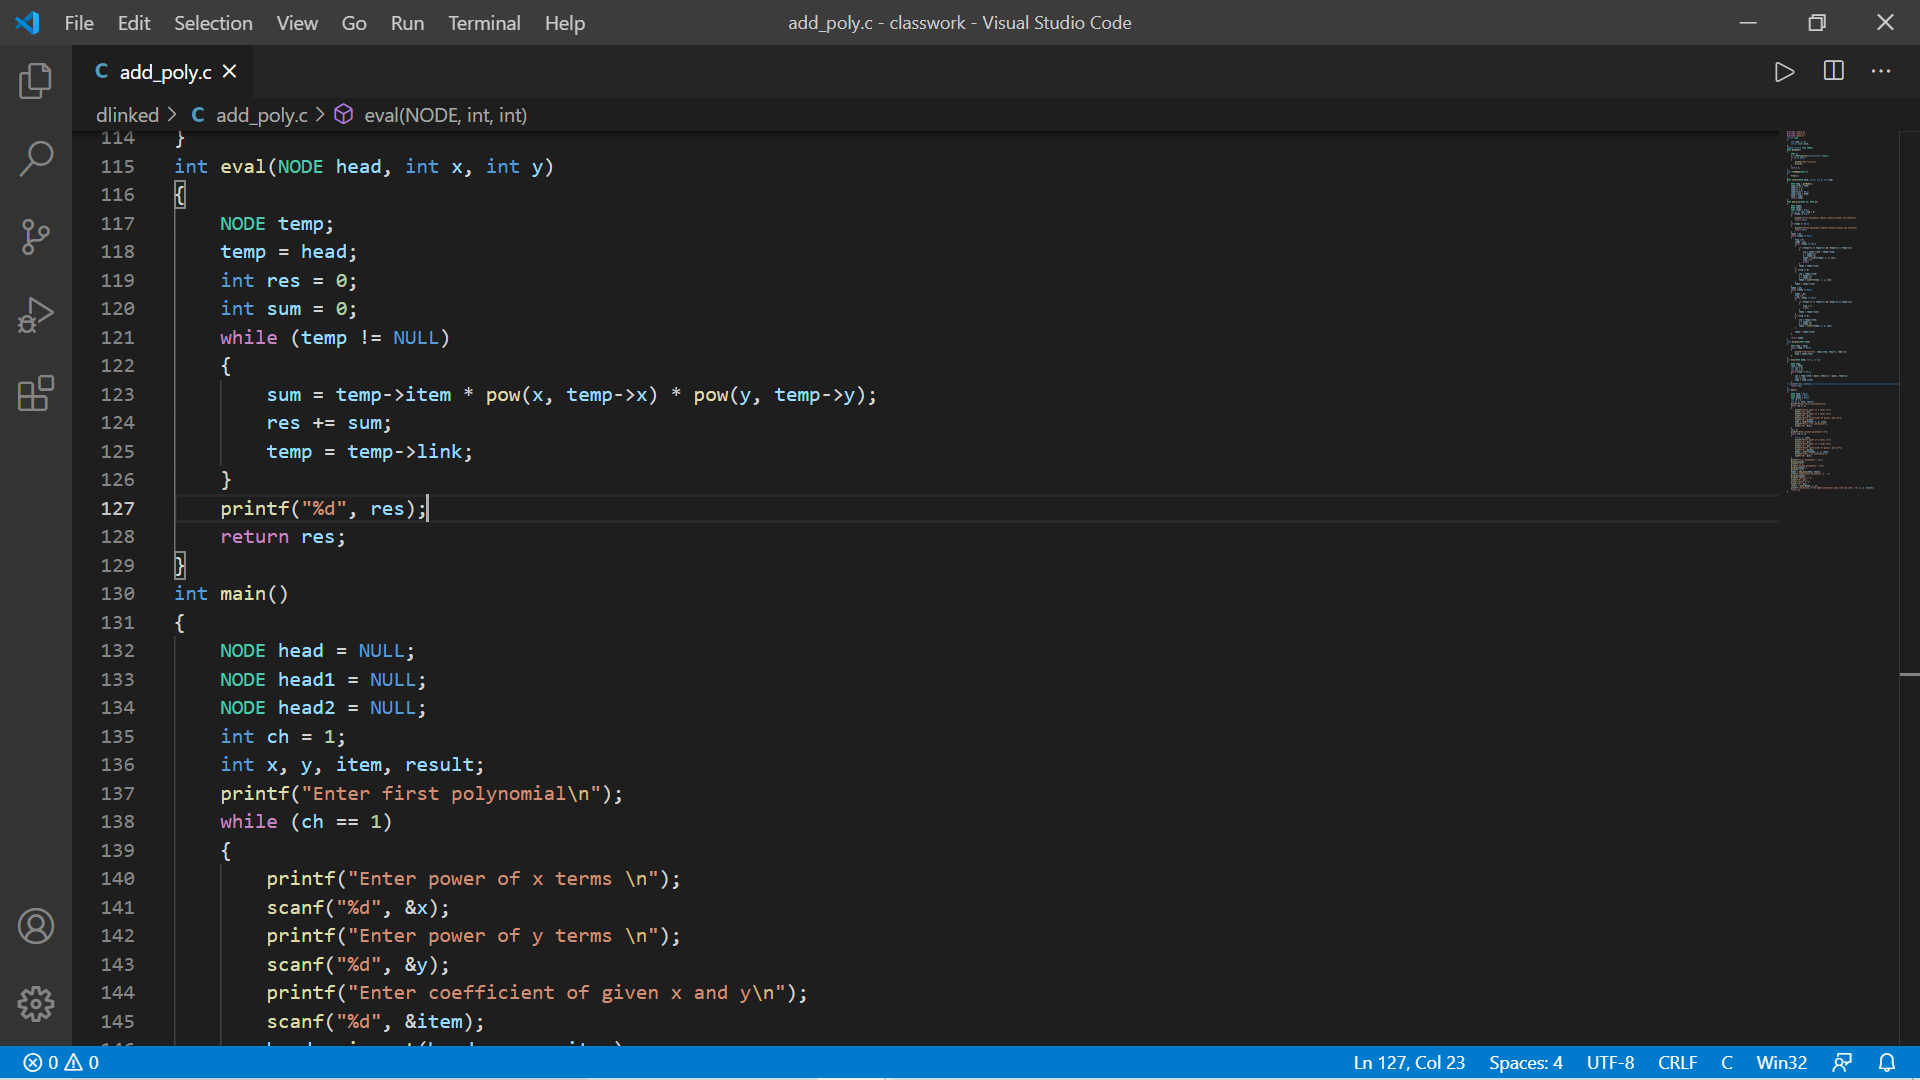 File Edit Selection View Go Run Terminal Help add_poly.c - classwork - Visual Studio Code
C add_poly.c
dlinked > C add_poly.c > eval(NODE, int, int)
114 }
115 int eval(NODE head, int x, int y)
116 {
117 NODE temp;
118 temp = head;
119 int res = 0;
120 int sum = 0;
121 while (temp != NULL)
122 {
123 sum = temp->item * pow(x, temp->x) * pow(y, temp->y);
124 res += sum;
125 temp = temp->link;
126 }
127 printf("%d", res);
128 return res;
129 }
130 int main()
131 {
132 NODE head = NULL;
133 NODE head1 = NULL;
134 NODE head2 = NULL;
135 int ch = 1;
136 int x, y, item, result;
137 printf("Enter first polynomial\n");
138 while (ch == 1)
139 {
140 printf("Enter power of x terms \n");
141 scanf("%d", &x);
142 printf("Enter power of y terms \n");
143 scanf("%d", &y);
144 printf("Enter coefficient of given x and y\n");
145 scanf("%d", &item);
0 0 Ln 127, Col 23 Spaces: 4 UTF-8 CRLF C Win32